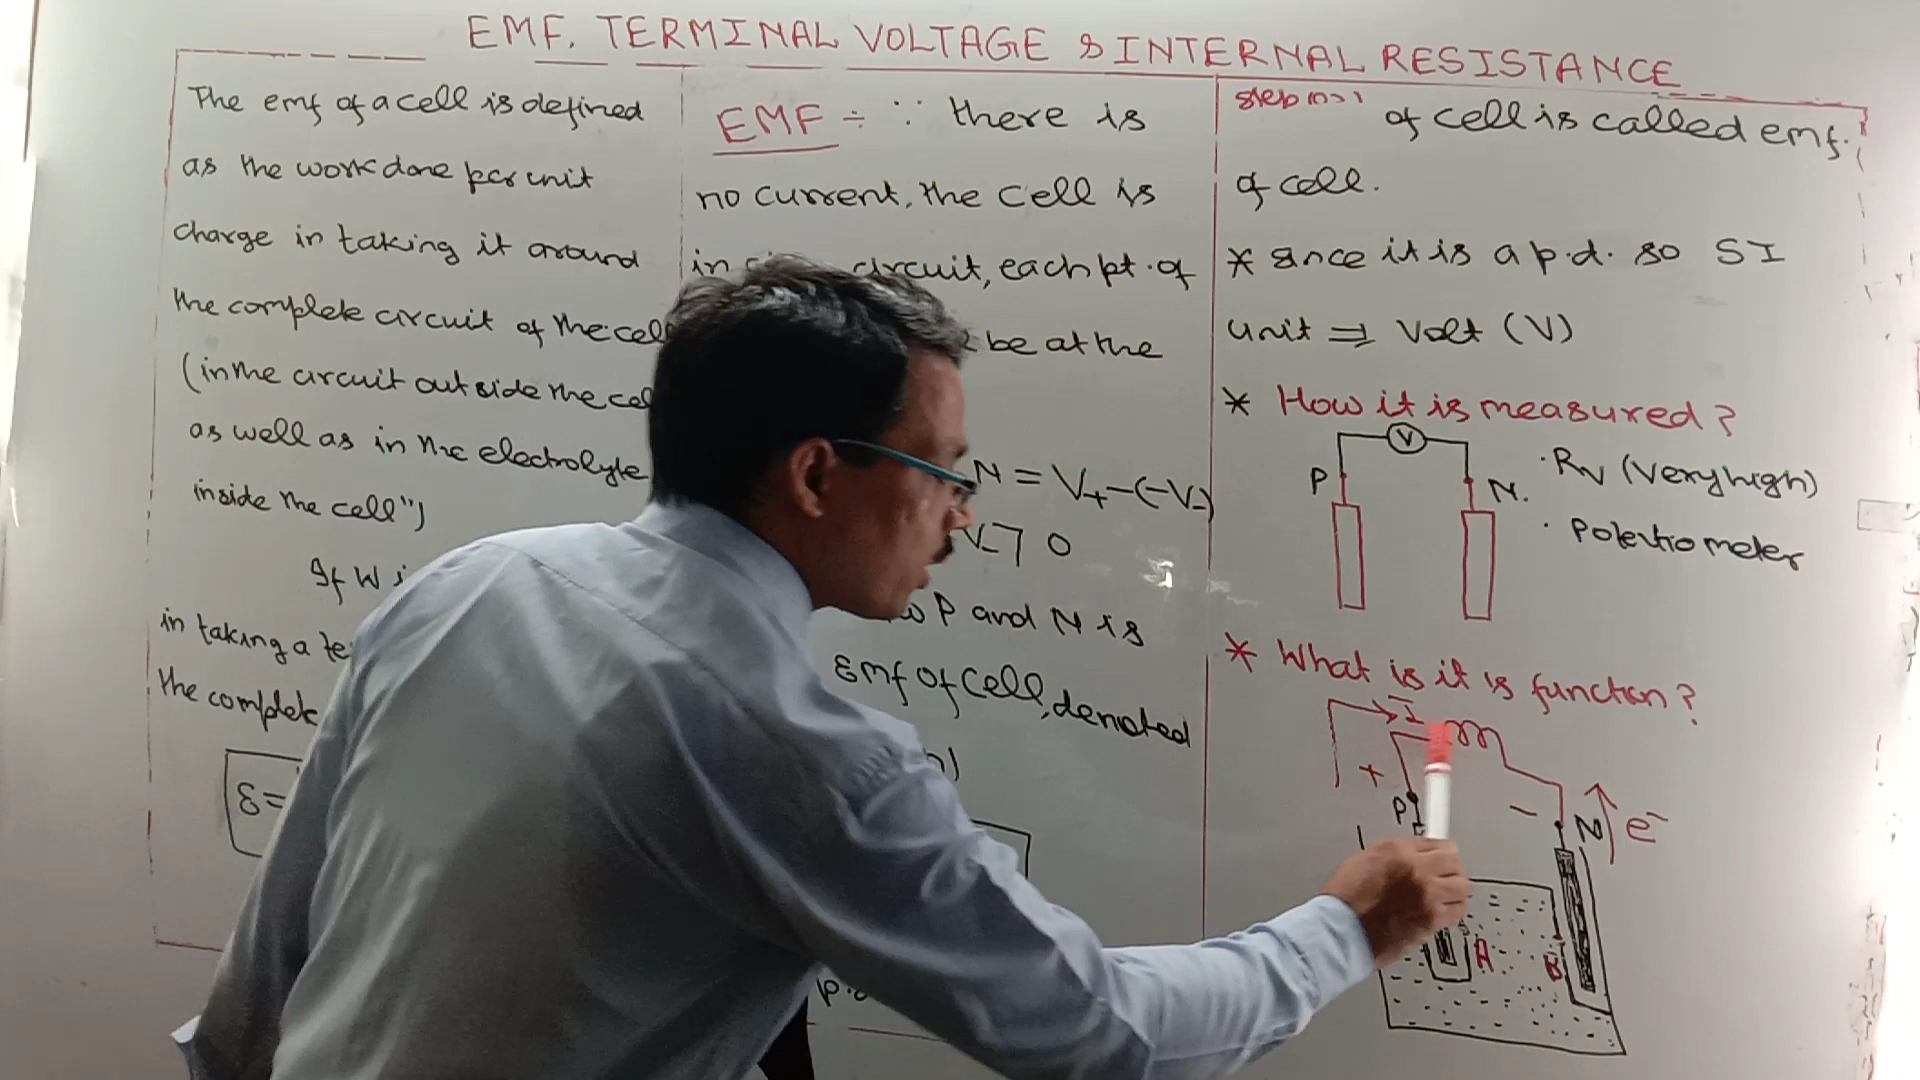 EMF, TERMINAL VOLTAGE & INTERNAL RESISTANCE
The emf of a cell is defined
as the work done per unit
charge in taking it around
the complete circuit of the cell
(in the circuit outside the cel
as well as in the electrolyte
inside the cell")
If W i
in taking a te
the complete
ε=
EMF ÷ ∵ there is
no current, the cell is
in circuit, each pt. of
be at the
N = V+-(-V-)
V- > 0
P and N is
Emf of cell, denoted
of cell is called emf.
of cell.
* since it is a p.d. so SI
unit ⇒ Volt (V)
* How it is measured?
V
P
N.
· RV (very high)
· Potentiometer
* What is it is function?
I
+
-
P
N
e-
A
B